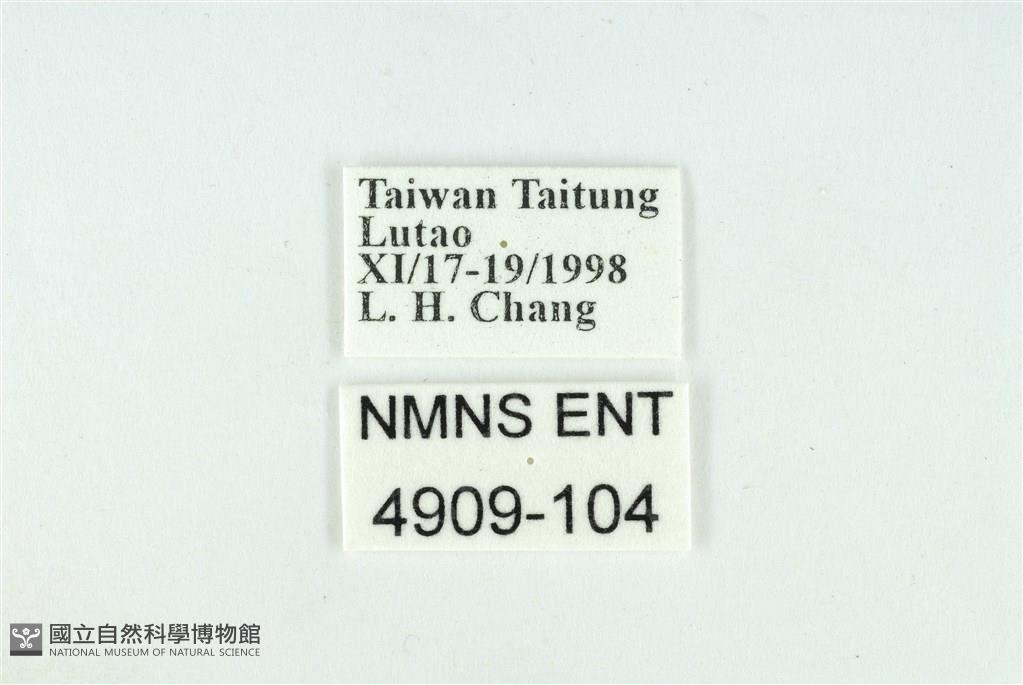 Taiwan Taitung
Lutao
XI/17-19/1998
L. H. Chang
NMNS ENT
4909-104
國立自然科學博物館
NATIONAL MUSEUM OF NATURAL SCIENCE